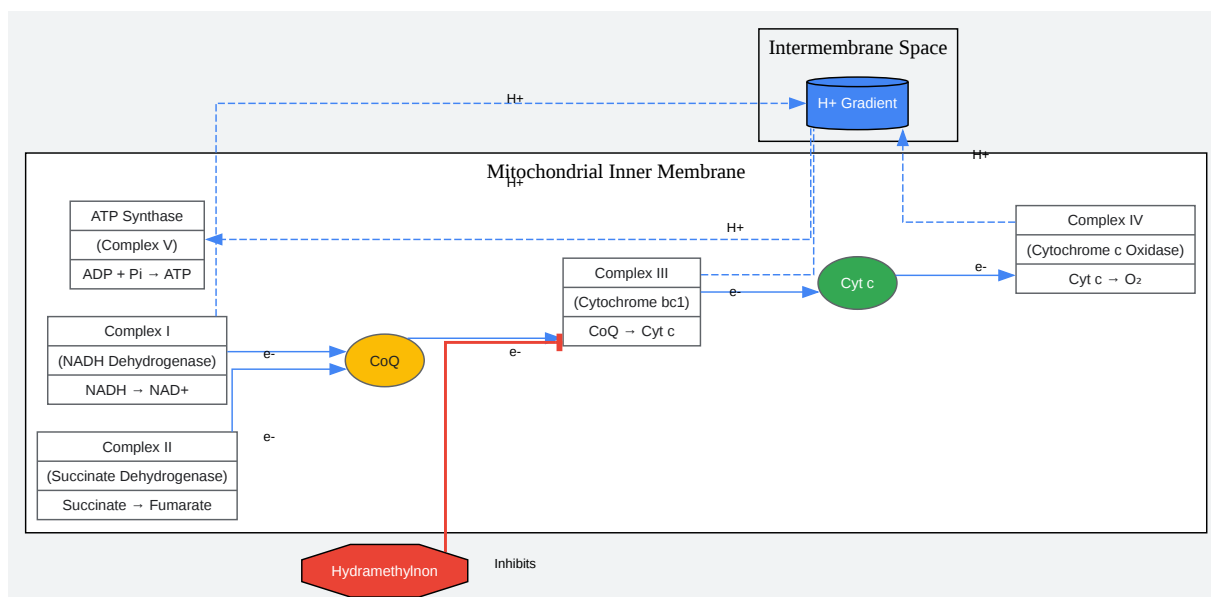 Intermembrane Space
H+ Gradient
H+
H+
Mitochondrial Inner Membrane
H+
H+
ATP Synthase
(Complex V)
ADP + Pi → ATP
Complex IV
(Cytochrome c Oxidase)
Cyt c → O₂
e-
Complex III
(Cytochrome bc1)
CoQ → Cyt c
e-
Cyt c
Complex I
(NADH Dehydrogenase)
NADH → NAD+
e-
CoQ
e-
Complex II
(Succinate Dehydrogenase)
Succinate → Fumarate
e-
Hydramethylnon
Inhibits